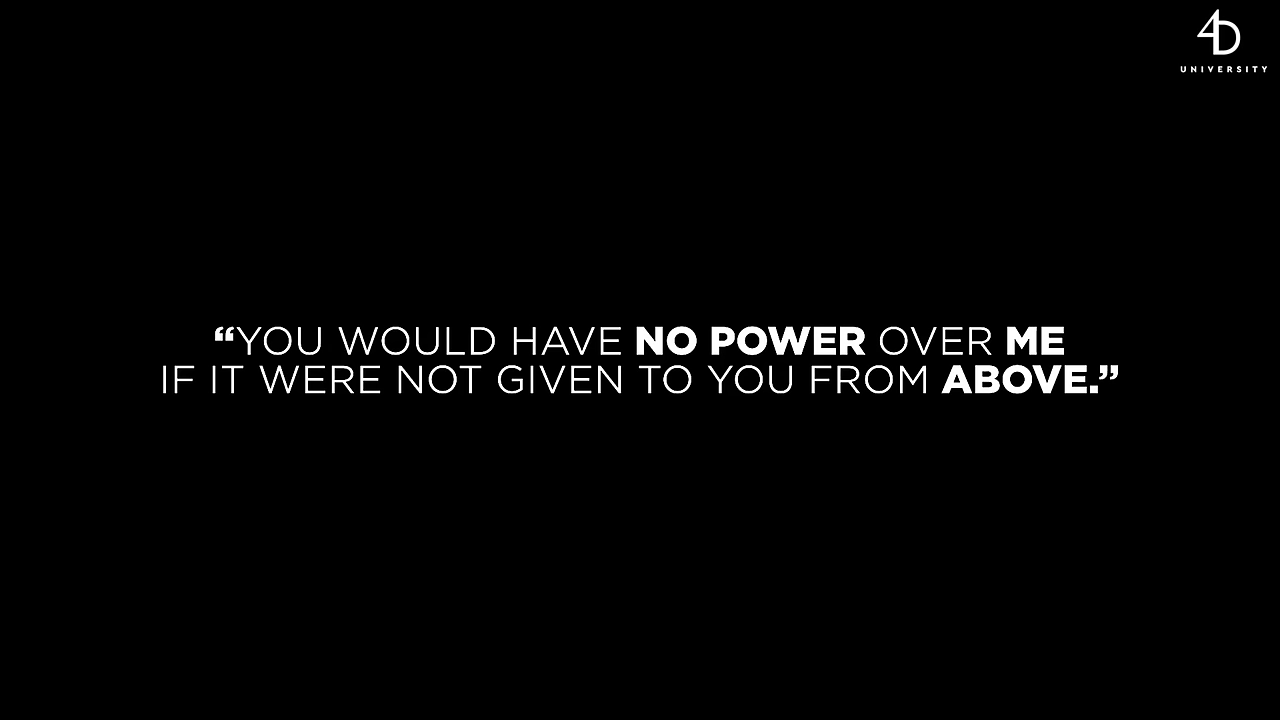 4D
UNIVERSITY
“YOU WOULD HAVE NO POWER OVER ME
IF IT WERE NOT GIVEN TO YOU FROM ABOVE.”